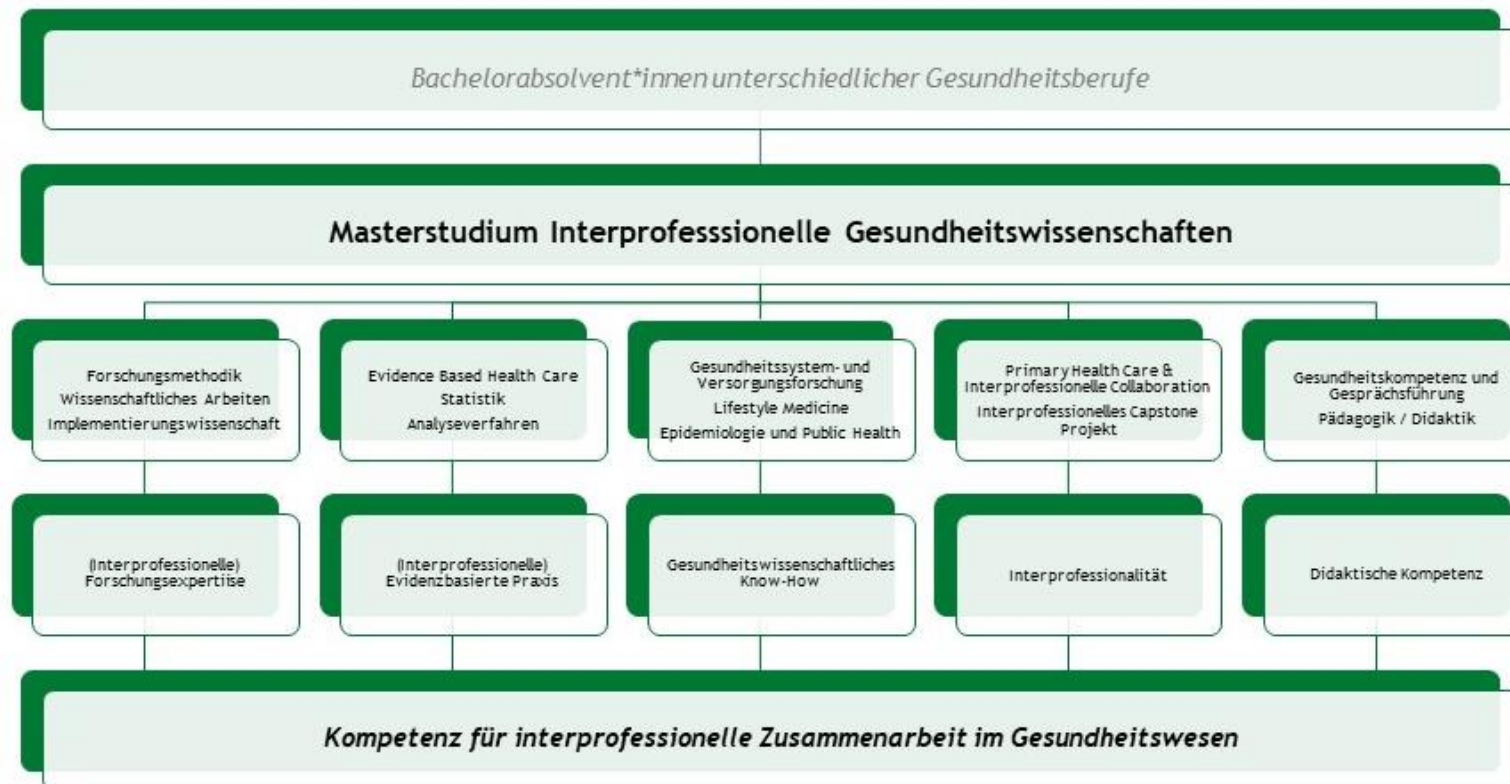 Bachelorabsolvent*innen unterschiedlicher Gesundheitsberufe
Masterstudium Interprofesssionelle Gesundheitswissenschaften
Forschungsmethodik
Wissenschaftliches Arbeiten
Implementierungswissenschaft
Evidence Based Health Care
Statistik
Analyseverfahren
Gesundheitssystem- und
Versorgungsforschung
Lifestyle Medicine
Epidemiologie und Public Health
Primary Health Care &
Interprofessionelle Collaboration
Interprofessionelles Capstone
Projekt
Gesundheitskompetenz und
Gesprächsführung
Pädagogik / Didaktik
(Interprofessionelle)
Forschungsexpertiise
(Interprofessionelle)
Evidenzbasierte Praxis
Gesundheitswissenschaftliches
Know-How
Interprofessionalität
Didaktische Kompetenz
Kompetenz für interprofessionelle Zusammenarbeit im Gesundheitswesen